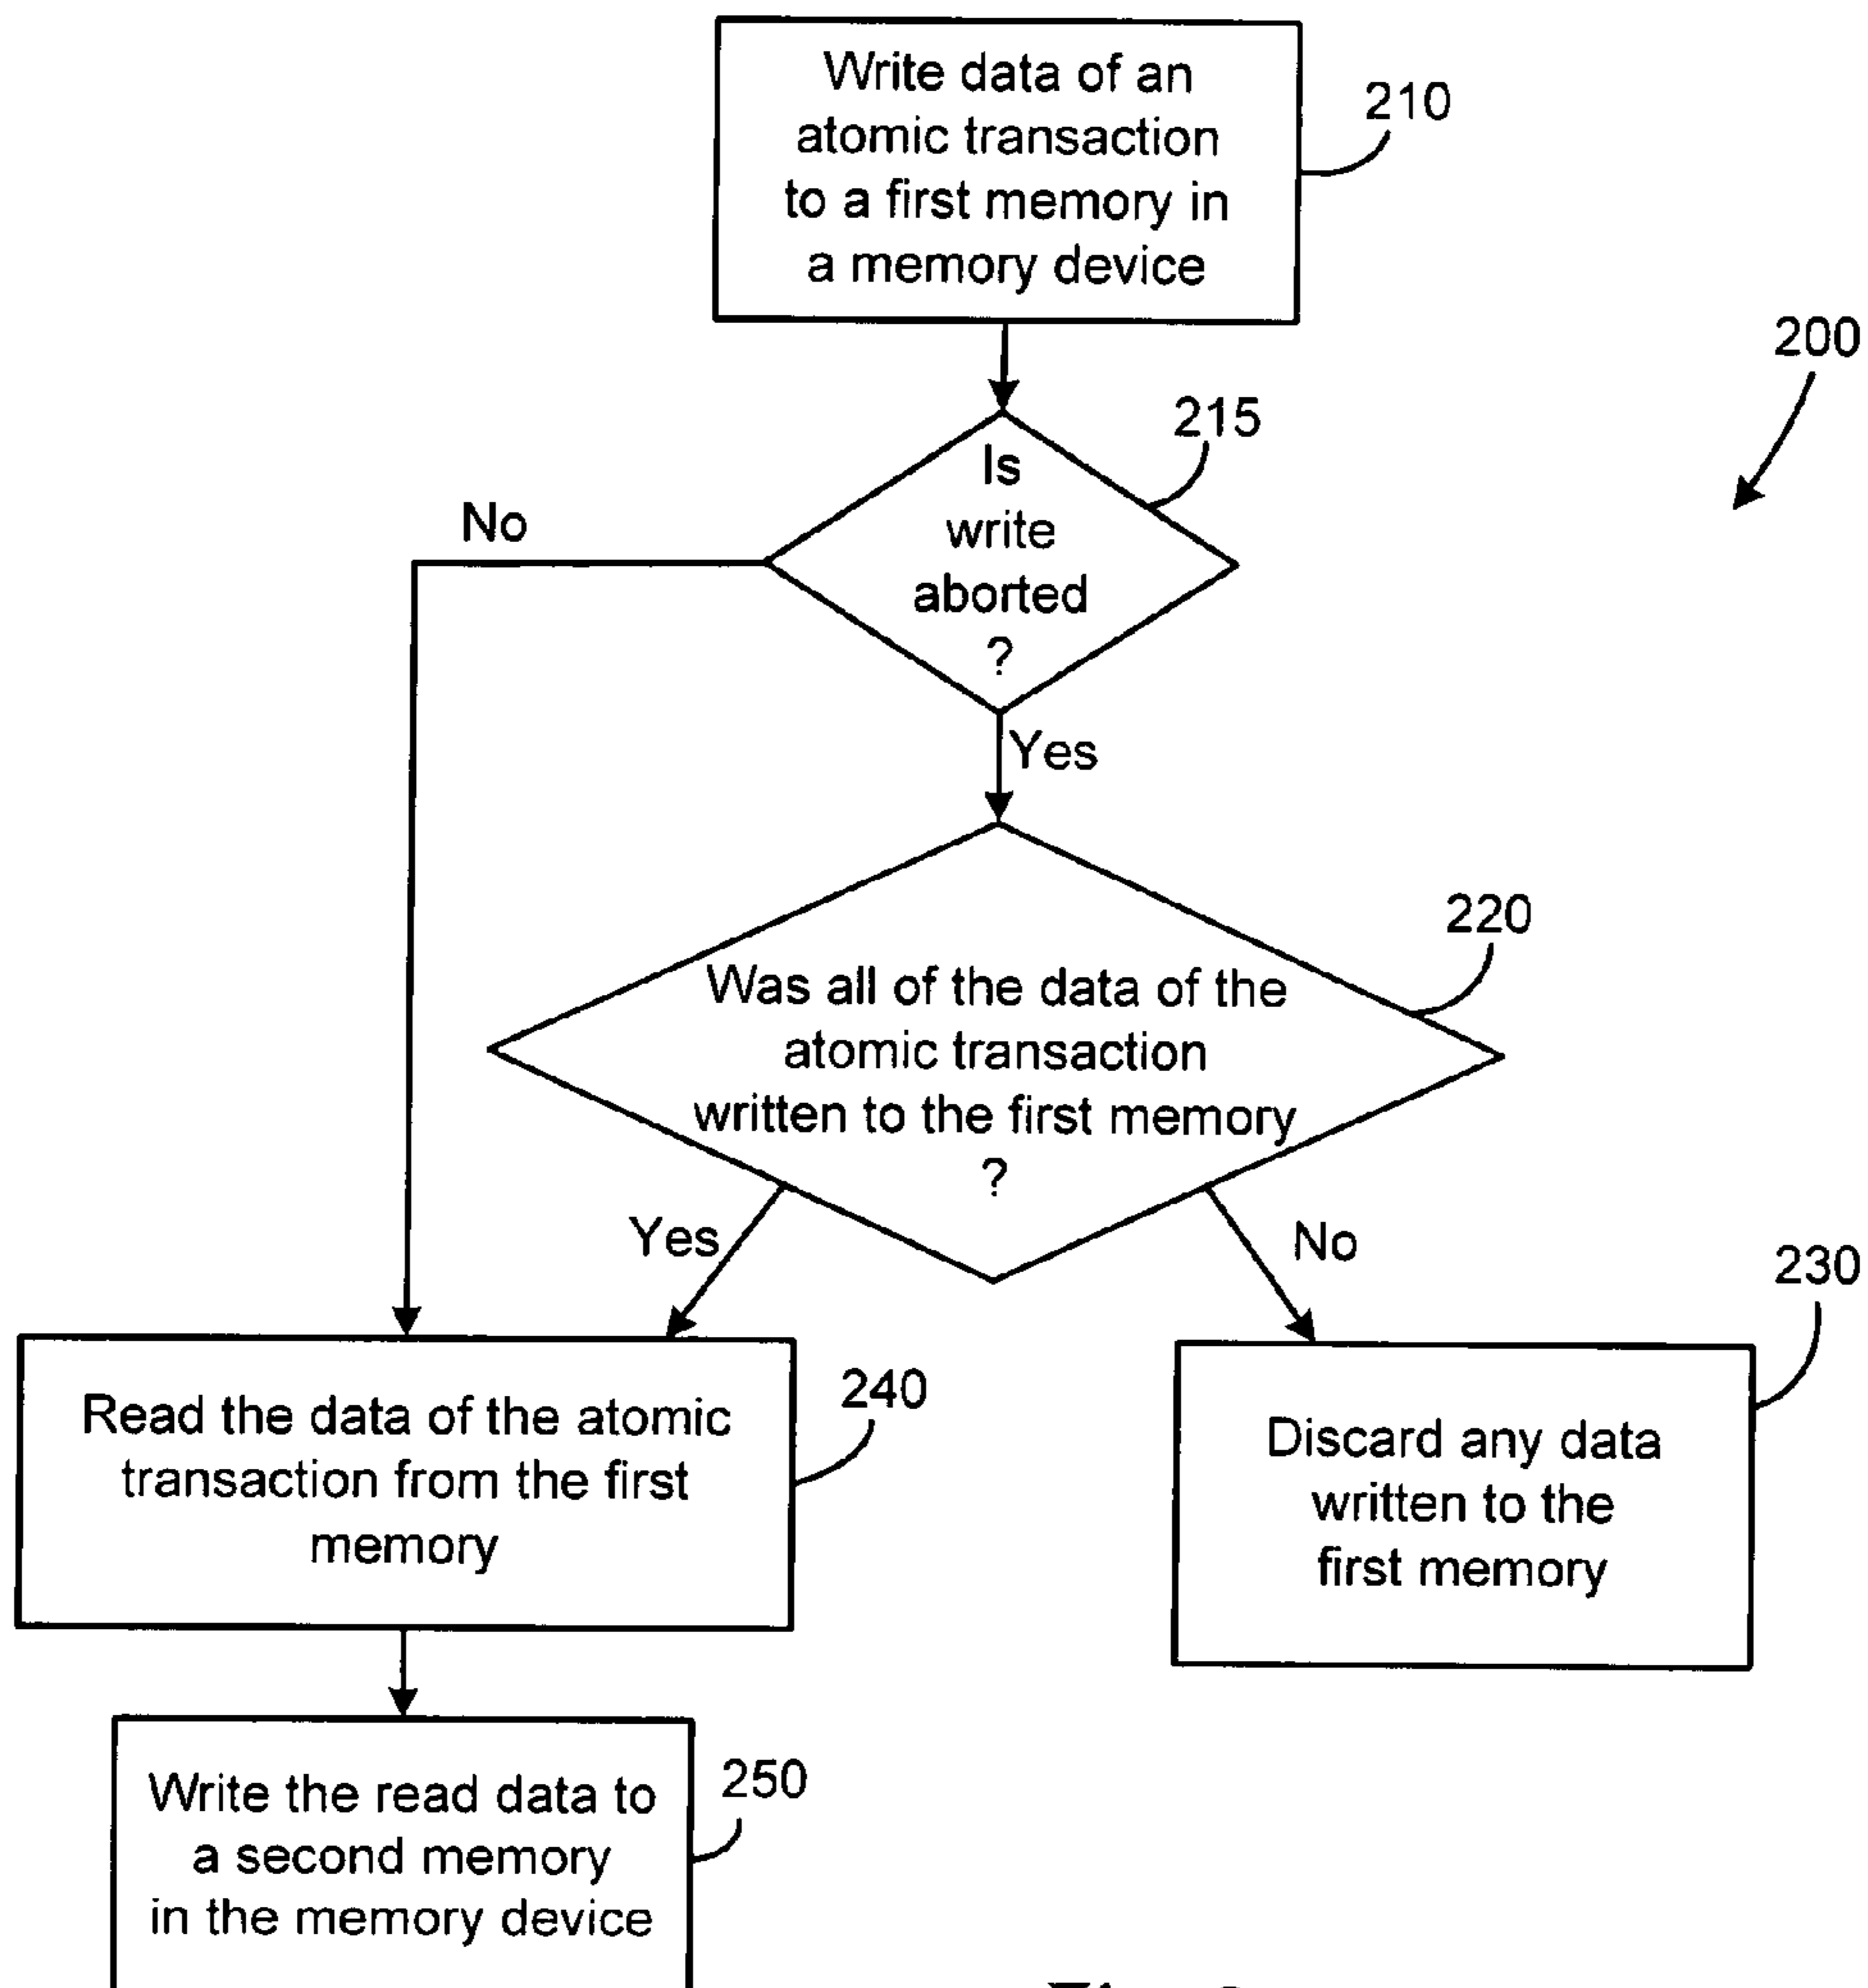 Write data of an
atomic transaction
to a first memory in
a memory device
210
200
215
Is
write
aborted
?
No
Yes
220
Was all of the data of the
atomic transaction
written to the first memory
?
Yes
No
230
240
Read the data of the atomic
transaction from the first
memory
Discard any data
written to the
first memory
250
Write the read data to
a second memory
in the memory device